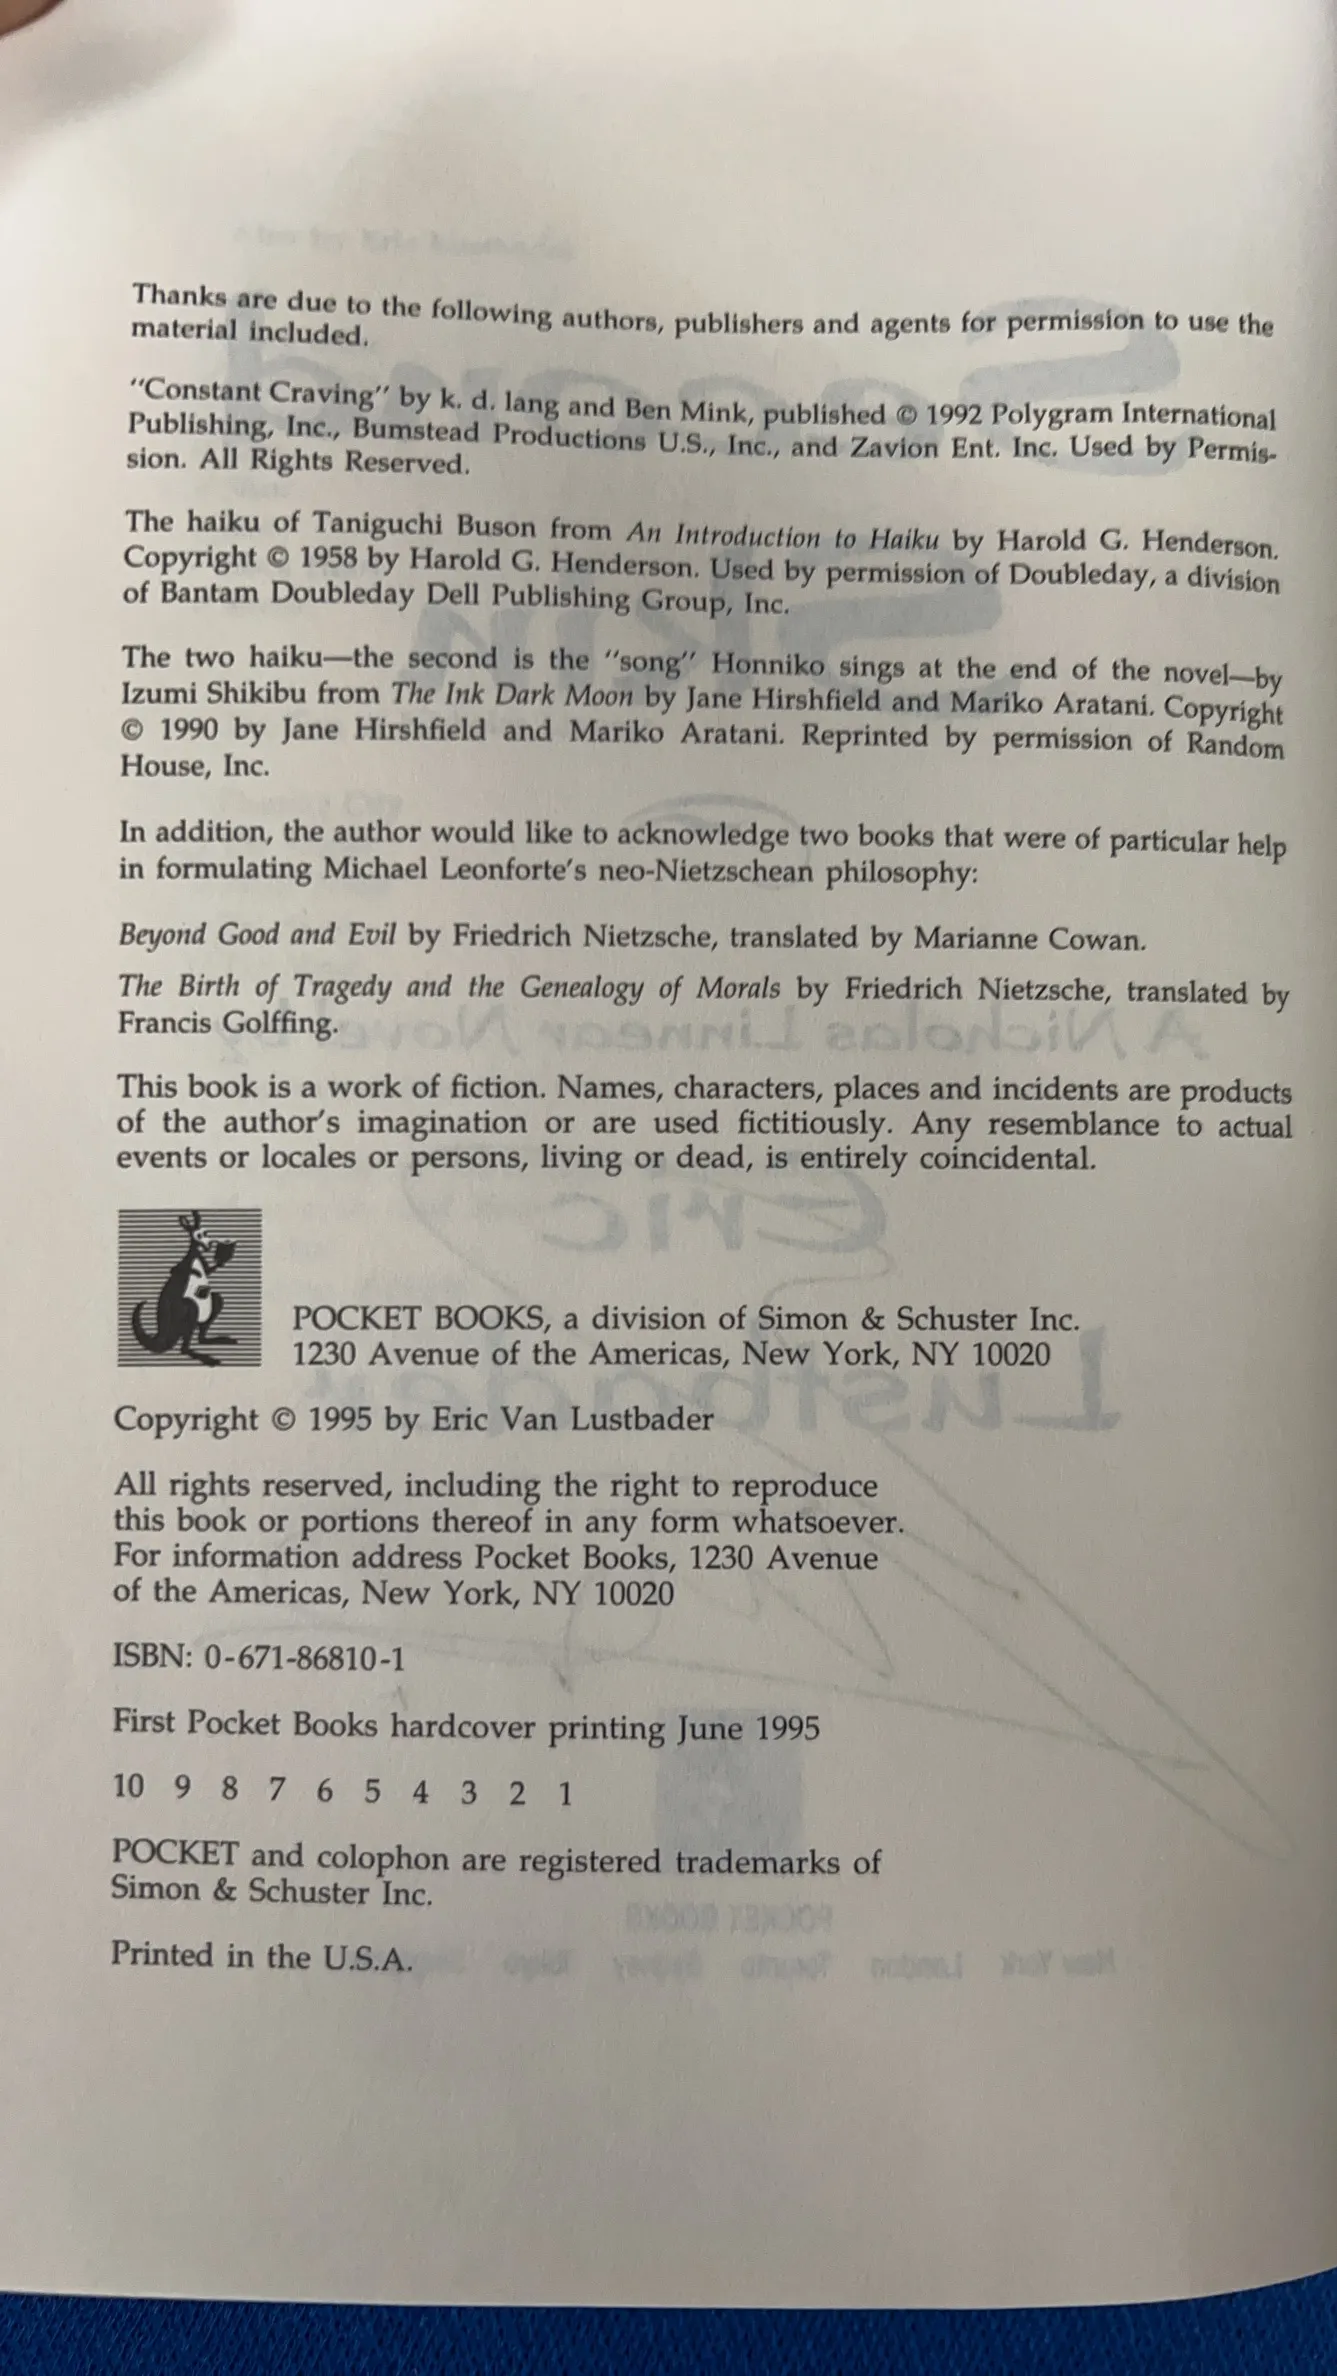 Thanks are due to the following authors, publishers and agents for permission to use the
material included.
"Constant Craving" by k. d. lang and Ben Mink, published © 1992 Polygram International
Publishing, Inc., Bumstead Productions U.S., Inc., and Zavion Ent. Inc. Used by Permis-
sion. All Rights Reserved.
The haiku of Taniguchi Buson from An Introduction to Haiku by Harold G. Henderson.
Copyright © 1958 by Harold G. Henderson. Used by permission of Doubleday, a division
of Bantam Doubleday Dell Publishing Group, Inc.
The two haiku—the second is the "song" Honniko sings at the end of the novel—by
Izumi Shikibu from The Ink Dark Moon by Jane Hirshfield and Mariko Aratani. Copyright
© 1990 by Jane Hirshfield and Mariko Aratani. Reprinted by permission of Random
House, Inc.
In addition, the author would like to acknowledge two books that were of particular help
in formulating Michael Leonforte's neo-Nietzschean philosophy:
Beyond Good and Evil by Friedrich Nietzsche, translated by Marianne Cowan.
The Birth of Tragedy and the Genealogy of Morals by Friedrich Nietzsche, translated by
Francis Golffing.
This book is a work of fiction. Names, characters, places and incidents are products
of the author's imagination or are used fictitiously. Any resemblance to actual
events or locales or persons, living or dead, is entirely coincidental.
POCKET BOOKS, a division of Simon & Schuster Inc.
1230 Avenue of the Americas, New York, NY 10020
Copyright © 1995 by Eric Van Lustbader
All rights reserved, including the right to reproduce
this book or portions thereof in any form whatsoever.
For information address Pocket Books, 1230 Avenue
of the Americas, New York, NY 10020
ISBN: 0-671-86810-1
First Pocket Books hardcover printing June 1995
10 9 8 7 6 5 4 3 2 1
POCKET and colophon are registered trademarks of
Simon & Schuster Inc.
Printed in the U.S.A.